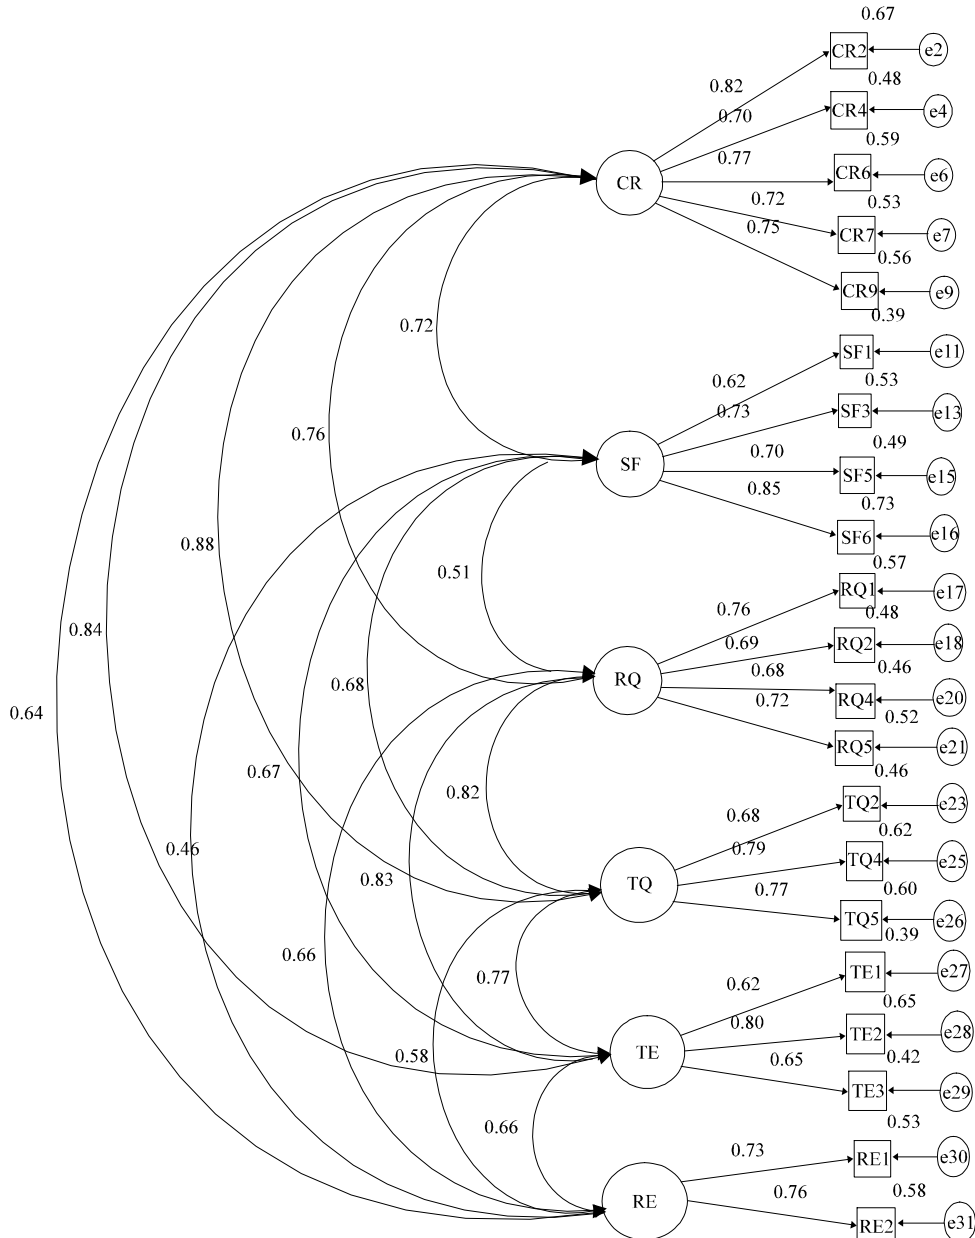 0.67
CR2
e2
0.82
0.48
0.70
CR4
e4
0.59
0.77
CR6
e6
CR
0.72
0.53
0.75
CR7
e7
0.56
CR9
e9
0.39
0.72
SF1
e11
0.62
0.53
0.73
SF3
e13
0.76
0.49
0.70
SF
SF5
e15
0.85
0.73
SF6
e16
0.88
0.57
0.51
RQ1
e17
0.76
0.48
0.84
0.69
RQ2
e18
0.68
0.46
0.68
RQ
0.72
RQ4
e20
0.64
0.52
RQ5
e21
0.67
0.46
0.82
TQ2
e23
0.68
0.62
0.46
0.79
TQ4
e25
0.83
TQ
0.77
0.60
TQ5
e26
0.39
0.66
TE1
e27
0.77
0.62
0.65
0.80
TE2
e28
0.58
TE
0.65
0.42
TE3
e29
0.53
0.66
0.73
RE1
e30
0.76
0.58
RE
RE2
e31